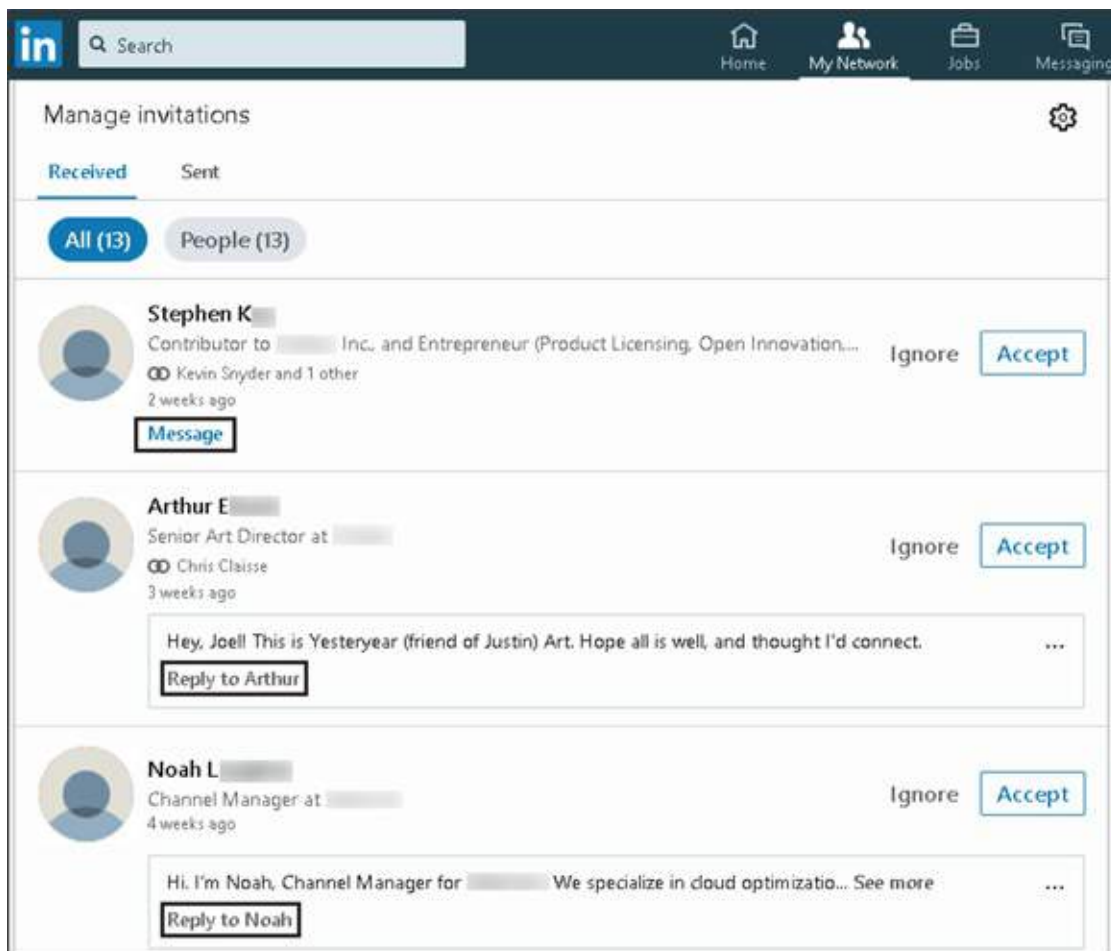 in Search Home My Network Jobs Messaging
Manage invitations
Received Sent
All (13) People (13)
Stephen K
Contributor to Inc., and Entrepreneur (Product Licensing, Open Innovation,...
Ignore Accept
Kevin Snyder and 1 other
2 weeks ago
Message
Arthur E
Senior Art Director at
Ignore Accept
Chris Claisse
3 weeks ago
Hey, Joel! This is Yesteryear (friend of Justin) Art. Hope all is well, and thought I'd connect. ...
Reply to Arthur
Noah L
Channel Manager at
Ignore Accept
4 weeks ago
Hi. I'm Noah, Channel Manager for We specialize in cloud optimizatio... See more ...
Reply to Noah